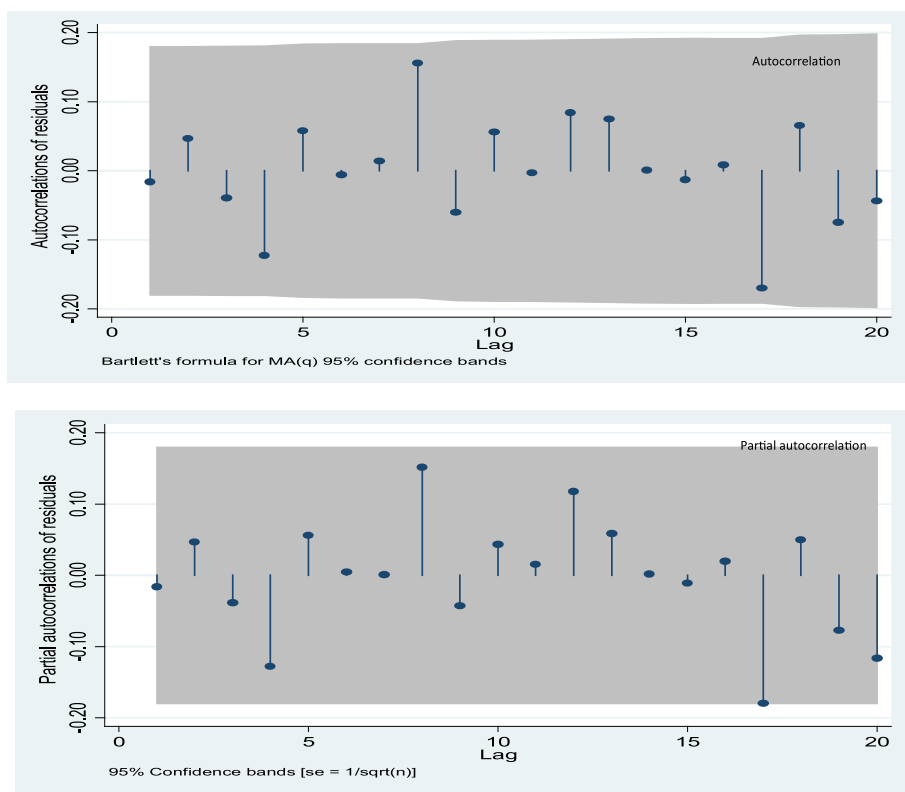 Autocorrelations of residuals
0.20
0.10
0.00
-0.10
-0.20
Autocorrelation
0 5 10 15 20
Lag
Bartlett's formula for MA(q) 95% confidence bands
Partial autocorrelations of residuals
0.20
0.10
0.00
-0.10
-0.20
Partial autocorrelation
0 5 10 15 20
Lag
95% Confidence bands [se = 1/sqrt(n)]